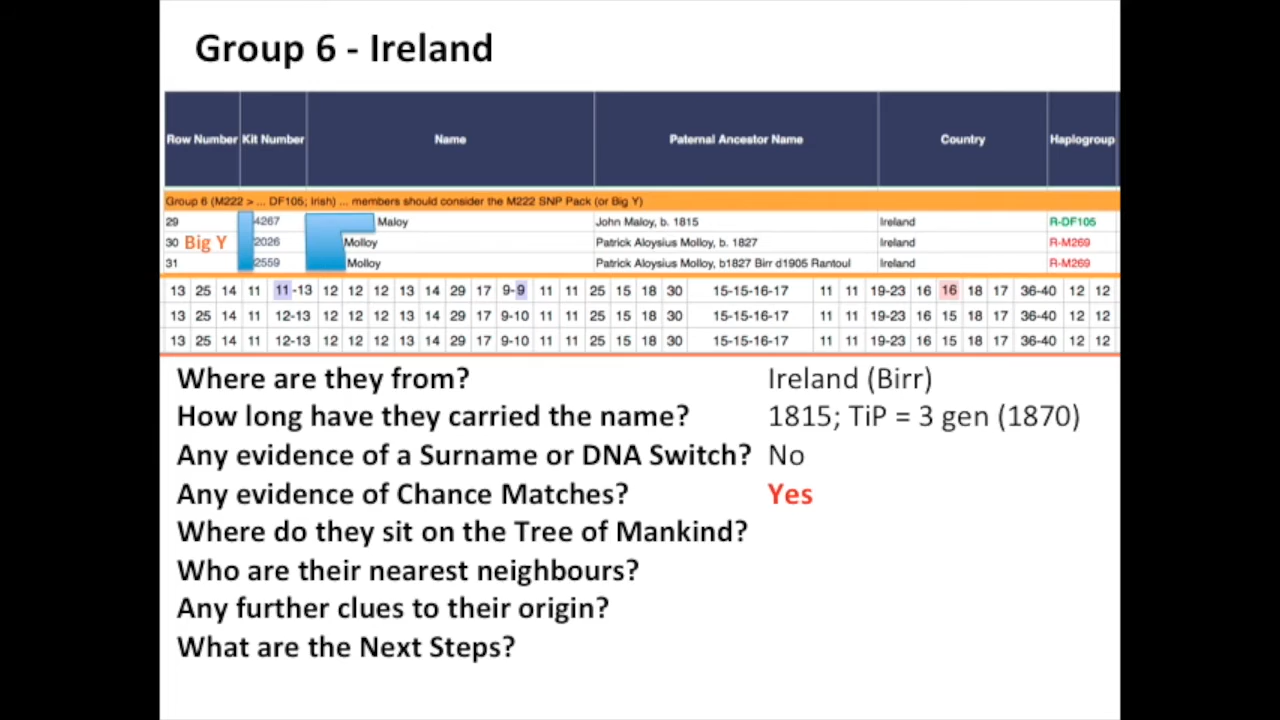 Group 6 - Ireland
Row Number Kit Number Name Paternal Ancestor Name Country Haplogroup
Group 6 (M222 > ... DF105; Irish) ... members should consider the M222 SNP Pack (or Big Y)
29 4267 Maloy John Maloy, b. 1815 Ireland R-DF105
30 Big Y 2026 Molloy Patrick Aloysius Molloy, b. 1827 Ireland R-M269
31 2559 Molloy Patrick Aloysius Molloy, b1827 Birr d1905 Rantoul Ireland R-M269
13 25 14 11 11-13 12 12 12 13 14 29 17 9-9 11 11 25 15 18 30 15-15-16-17 11 11 19-23 16 16 18 17 36-40 12 12
13 25 14 11 12-13 12 12 12 13 14 29 17 9-10 11 11 25 15 18 30 15-15-16-17 11 11 19-23 16 15 18 17 36-40 12 12
13 25 14 11 12-13 12 12 12 13 14 29 17 9-10 11 11 25 15 18 30 15-15-16-17 11 11 19-23 16 15 18 17 36-40 12 12
Where are they from? Ireland (Birr)
How long have they carried the name? 1815; TiP = 3 gen (1870)
Any evidence of a Surname or DNA Switch? No
Any evidence of Chance Matches? Yes
Where do they sit on the Tree of Mankind?
Who are their nearest neighbours?
Any further clues to their origin?
What are the Next Steps?